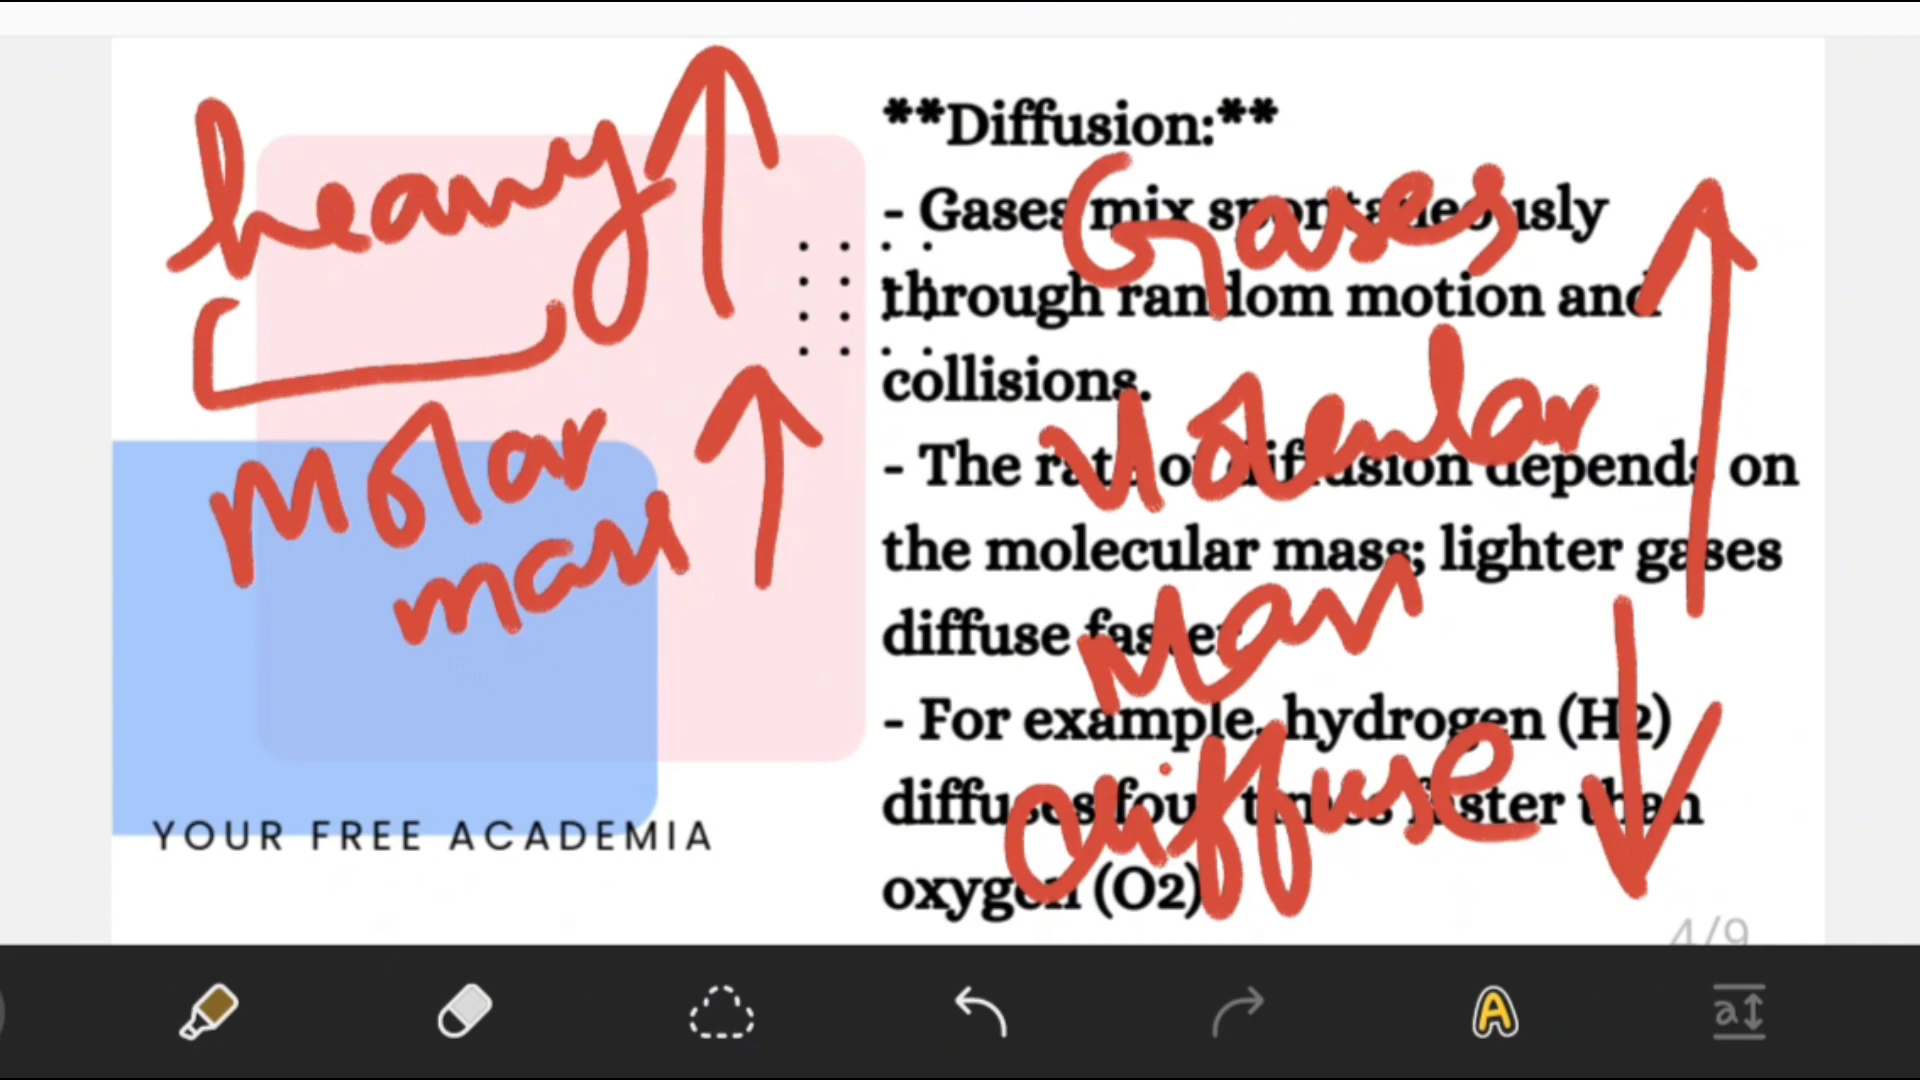 heavy
Molar
mass
YOUR FREE ACADEMIA
**Diffusion:**
- Gases mix spontaneously
through random motion and
collisions.
- The rate of diffusion depends on
the molecular mass; lighter gases
diffuse faster.
- For example, hydrogen (H2)
diffuses four times faster than
oxygen (O2)
Gases
Molecular
Mass
diffuse
4/9
A
a